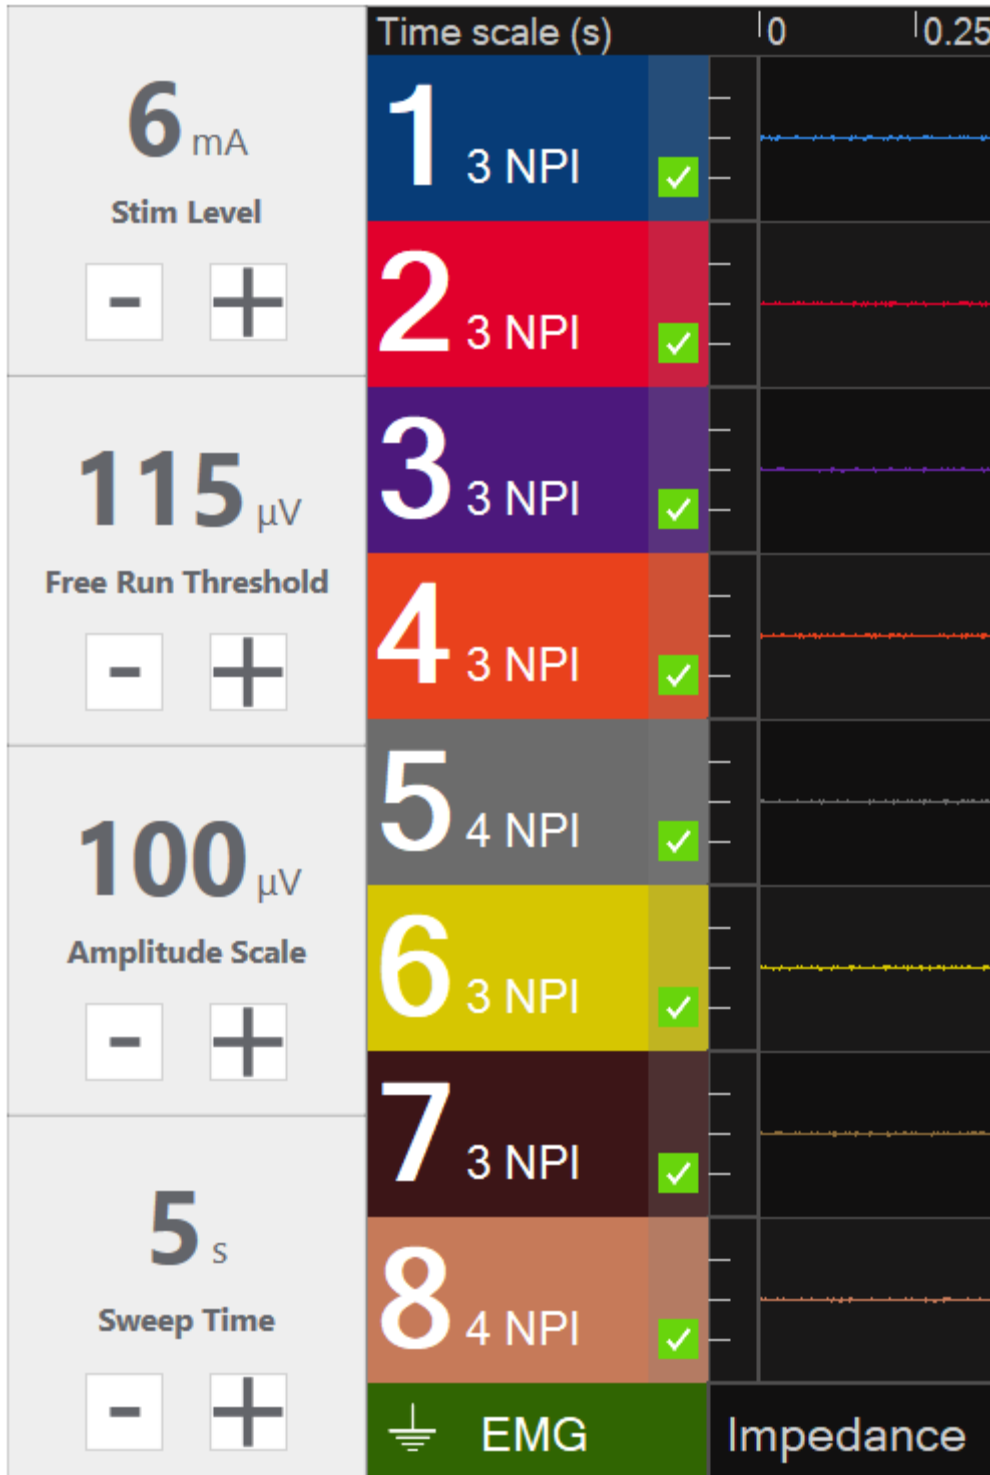 6 mA
Stim Level
- +
115 µV
Free Run Threshold
- +
100 µV
Amplitude Scale
- +
5 s
Sweep Time
- +
Time scale (s) 0 0.25
1 3 NPI
2 3 NPI
3 3 NPI
4 3 NPI
5 4 NPI
6 3 NPI
7 3 NPI
8 4 NPI
EMG Impedance